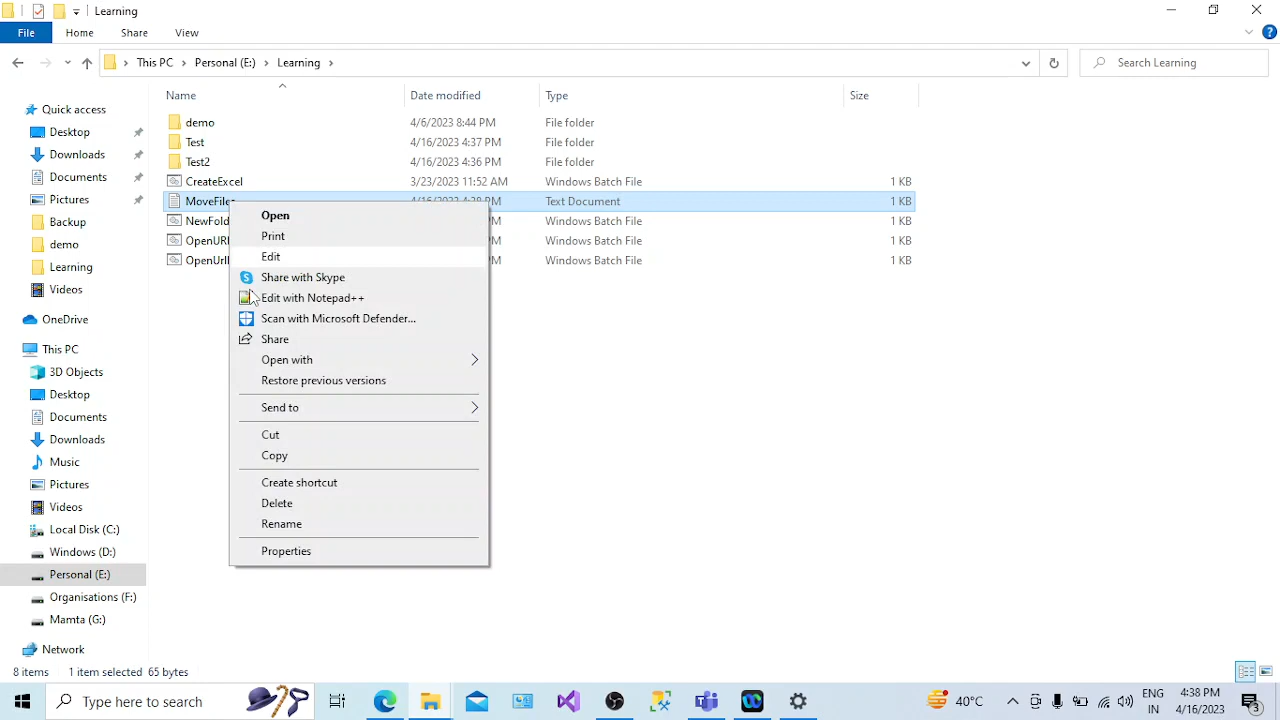 Learning
File Home Share View
This PC Personal (E:) Learning
Search Learning
Name Date modified Type Size
demo 4/6/2023 8:44 PM File folder
Test 4/16/2023 4:37 PM File folder
Test2 4/16/2023 4:36 PM File folder
CreateExcel 3/23/2023 11:52 AM Windows Batch File 1 KB
MoveFiles Text Document 1 KB
Windows Batch File 1 KB
Windows Batch File 1 KB
Windows Batch File 1 KB
Open
Print
Edit
Share with Skype
Edit with Notepad++
Scan with Microsoft Defender...
Share
Open with
Restore previous versions
Send to
Cut
Copy
Create shortcut
Delete
Rename
Properties
Quick access
Desktop
Downloads
Documents
Pictures
Backup
demo
Learning
Videos
OneDrive
This PC
3D Objects
Desktop
Documents
Downloads
Music
Pictures
Videos
Local Disk (C:)
Windows (D:)
Personal (E:)
Organisations (F:)
Mamta (G:)
Network
8 items 1 item selected 65 bytes
Type here to search
40°C
ENG
IN
4:38 PM
4/16/2023
3